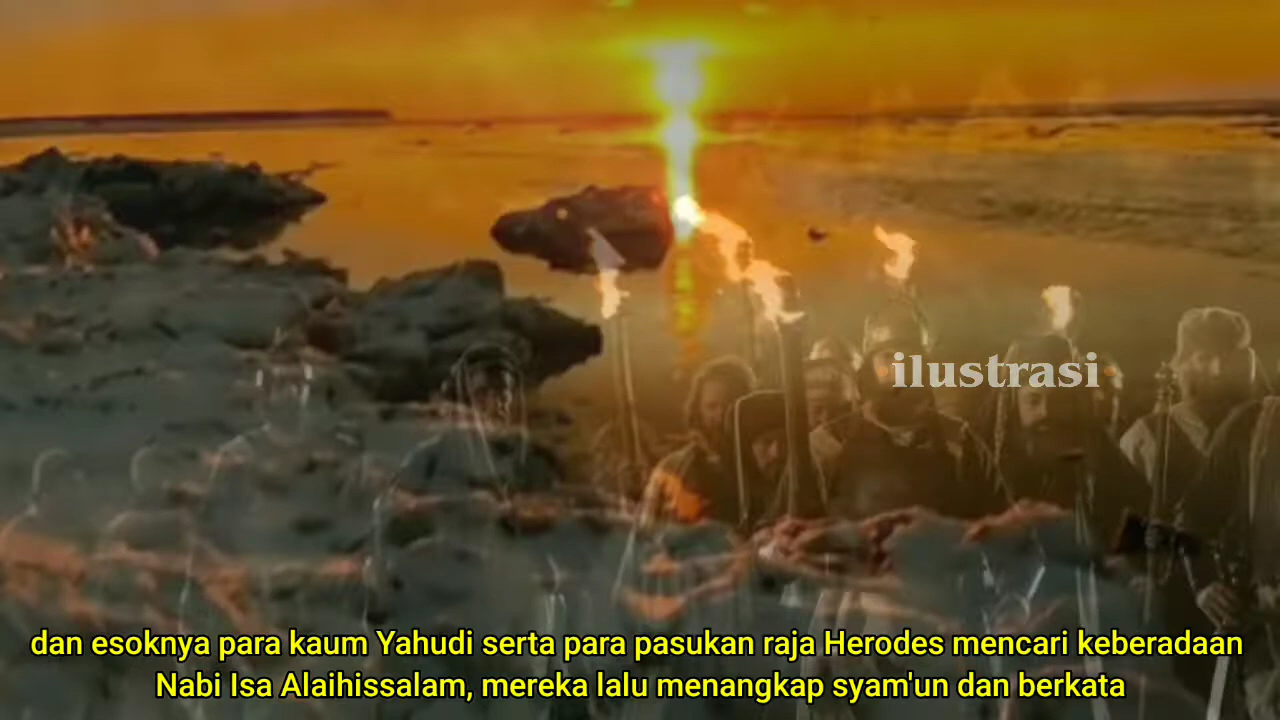 ilustrasi
dan esoknya para kaum Yahudi serta para pasukan raja Herodes mencari keberadaan
Nabi Isa Alaihissalam, mereka lalu menangkap syam'un dan berkata